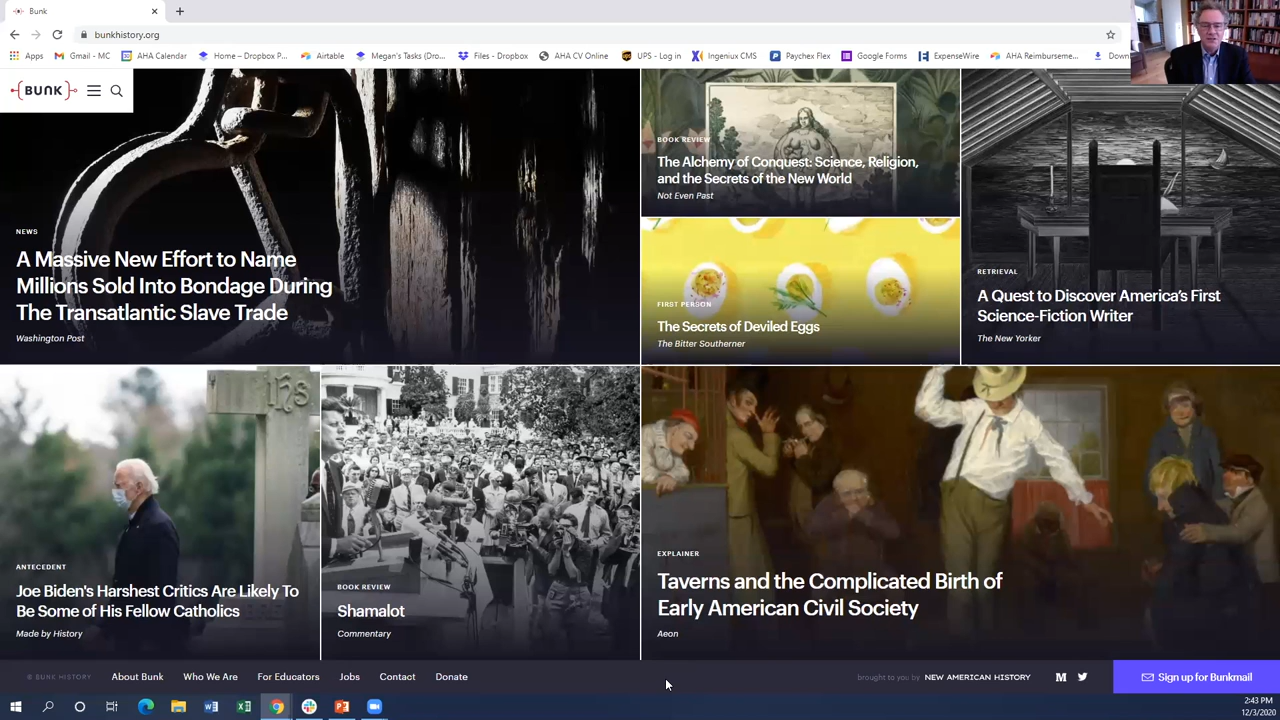 Bunk
bunkhistory.org
Apps
Gmail - MC
AHA Calendar
Home – Dropbox P...
Airtable
Megan's Tasks (Dro...
Files - Dropbox
AHA CV Online
UPS - Log in
Ingeniux CMS
Paychex Flex
Google Forms
ExpenseWire
AHA Reimburseme...
Down
BUNK
NEWS
A Massive New Effort to Name
Millions Sold Into Bondage During
The Transatlantic Slave Trade
Washington Post
BOOK REVIEW
The Alchemy of Conquest: Science, Religion,
and the Secrets of the New World
Not Even Past
FIRST PERSON
The Secrets of Deviled Eggs
The Bitter Southerner
RETRIEVAL
A Quest to Discover America's First
Science-Fiction Writer
The New Yorker
IHS
ANTECEDENT
Joe Biden's Harshest Critics Are Likely To
Be Some of His Fellow Catholics
Made by History
BOOK REVIEW
Shamalot
Commentary
EXPLAINER
Taverns and the Complicated Birth of
Early American Civil Society
Aeon
© BUNK HISTORY
About Bunk
Who We Are
For Educators
Jobs
Contact
Donate
brought to you by NEW AMERICAN HISTORY
Sign up for Bunkmail
2:43 PM
12/3/2020